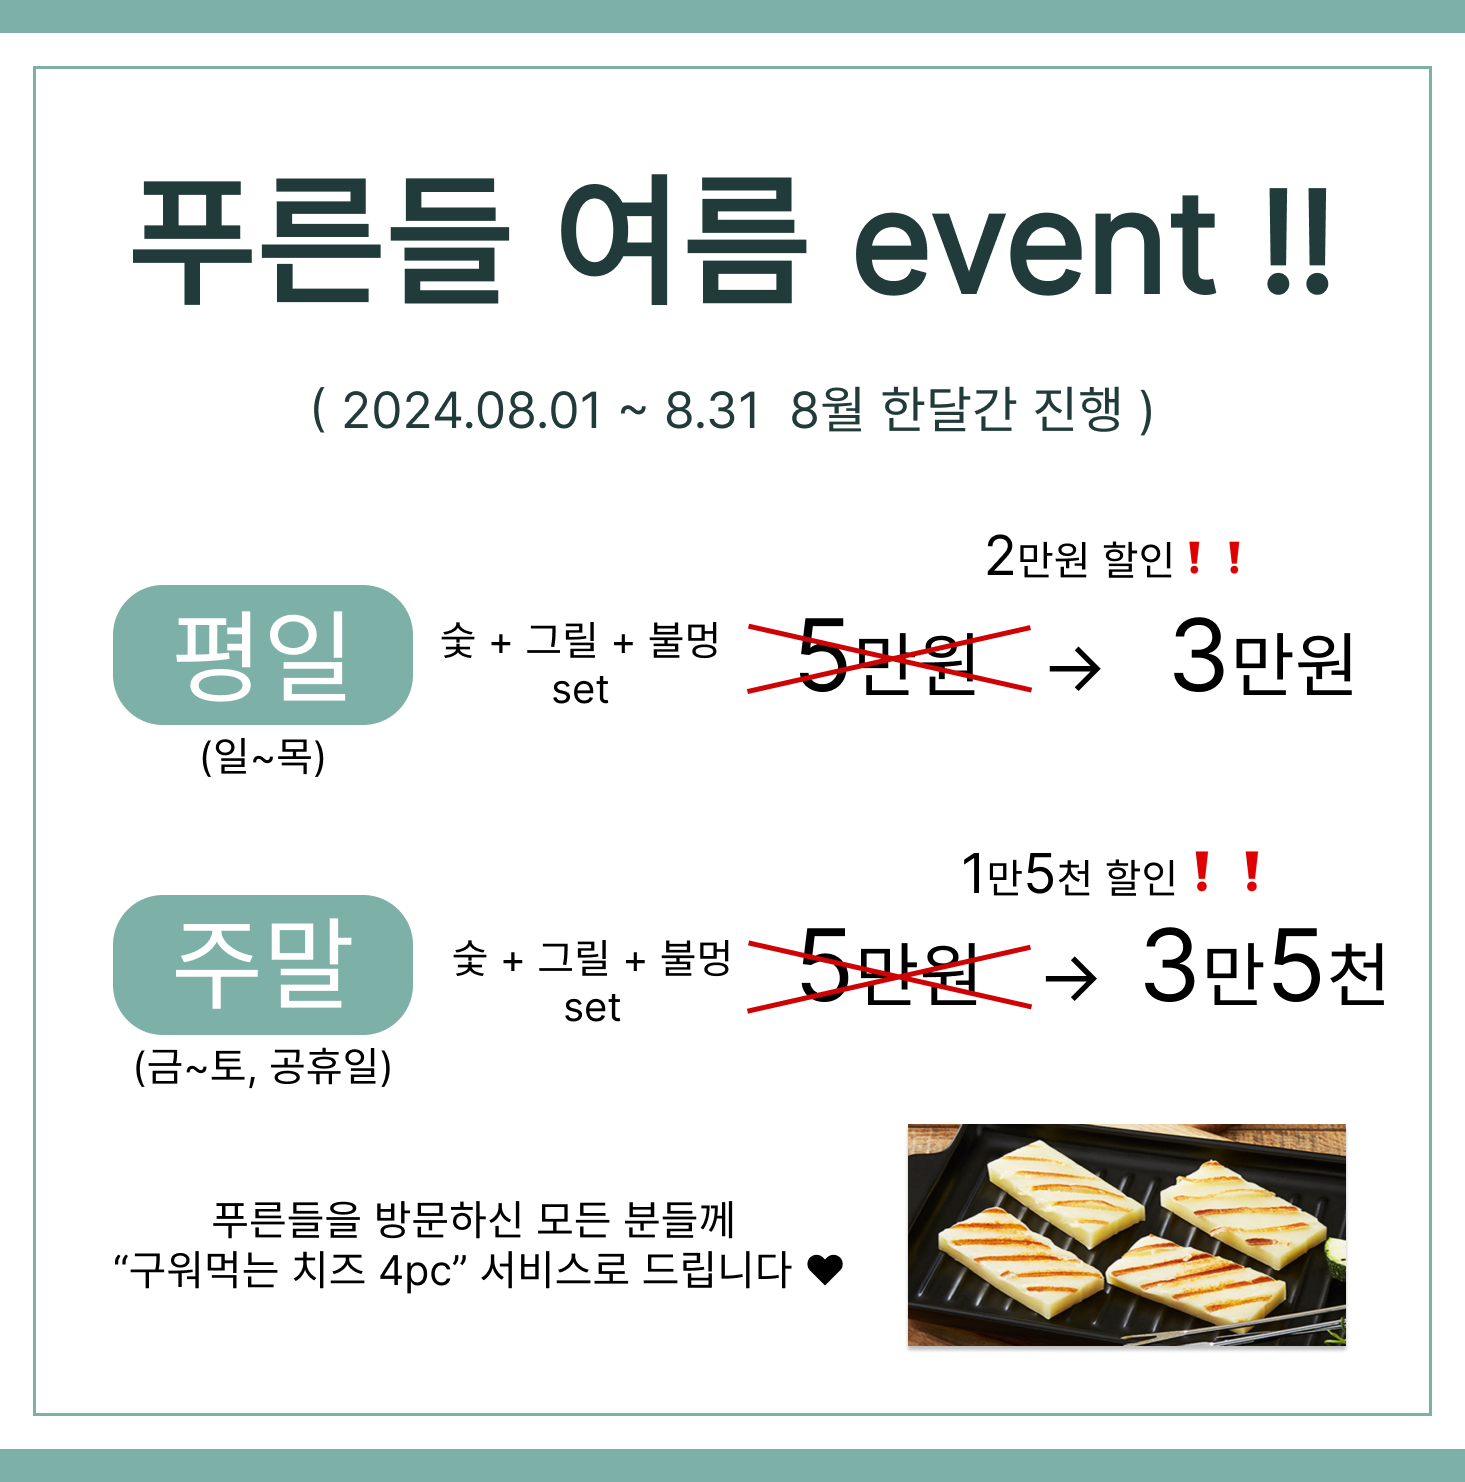 푸른들 여름 event !!
( 2024.08.01 ~ 8.31 8월 한달간 진행 )
2만원 할인❗❗
평일
숯 + 그릴 + 불멍
set
5만원 → 3만원
(일~목)
1만5천 할인❗❗
주말
숯 + 그릴 + 불멍
set
5만원 → 3만5천
(금~토, 공휴일)
푸른들을 방문하신 모든 분들께
“구워먹는 치즈 4pc” 서비스로 드립니다 ♥